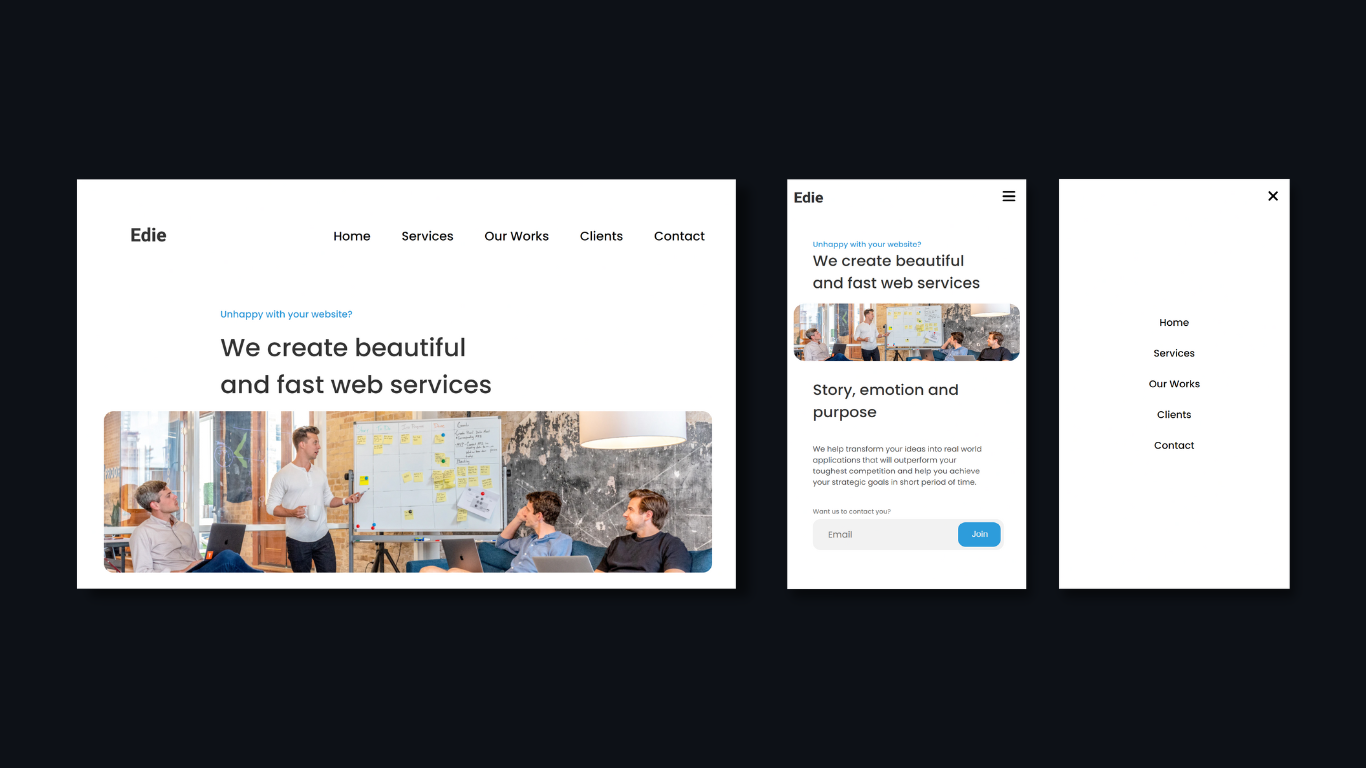 Edie
Home Services Our Works Clients Contact
Unhappy with your website?
We create beautiful
and fast web services
Edie
Unhappy with your website?
We create beautiful
and fast web services
Story, emotion and
purpose
We help transform your ideas into real world
applications that will outperform your
toughest competition and help you achieve
your strategic goals in short period of time.
Want us to contact you?
Email Join
Home
Services
Our Works
Clients
Contact